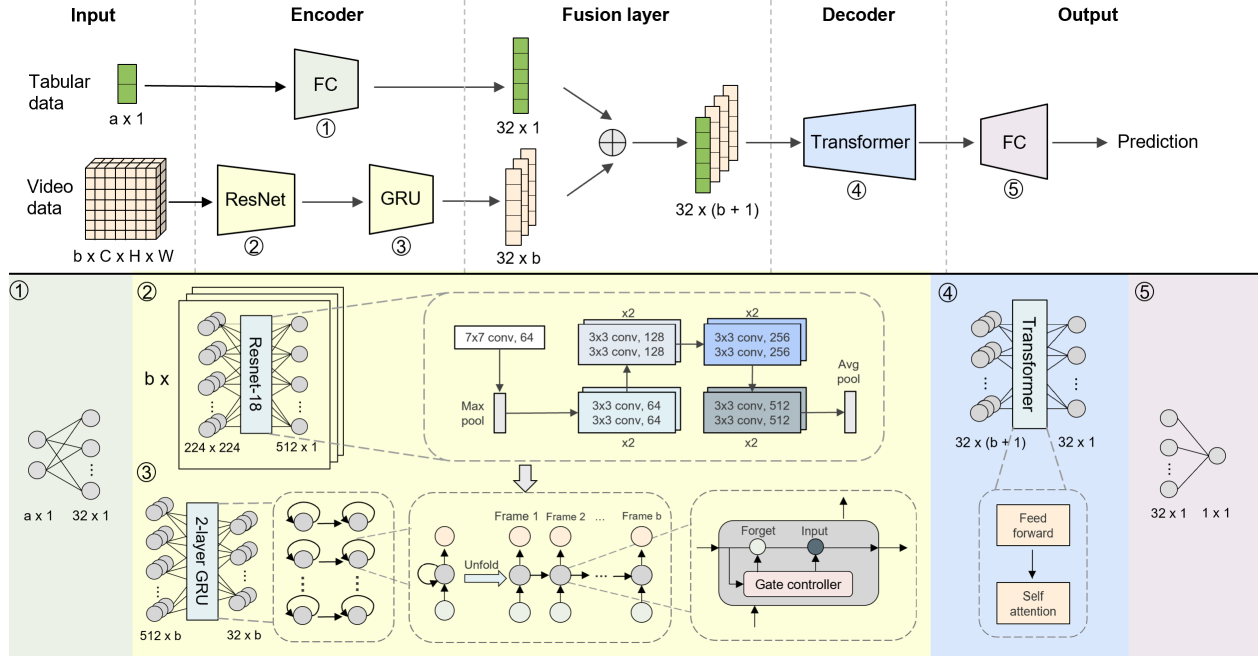 Input
Encoder
Fusion layer
Decoder
Output
Tabular
data
a x 1
FC
①
32 x 1
Video
data
b x C x H x W
ResNet
②
GRU
③
32 x b
32 x (b + 1)
Transformer
④
FC
⑤
Prediction
①
a x 1
32 x 1
②
b x
Resnet-18
224 x 224
512 x 1
7x7 conv, 64
Max
pool
x2
3x3 conv, 128
3x3 conv, 128
x2
3x3 conv, 256
3x3 conv, 256
3x3 conv, 64
3x3 conv, 64
x2
3x3 conv, 512
3x3 conv, 512
x2
Avg
pool
③
2-layer GRU
512 x b
32 x b
Unfold
Frame 1
Frame 2
...
Frame b
Forget
Input
Gate controller
④
Transformer
32 x (b + 1)
32 x 1
Feed
forward
Self
attention
⑤
32 x 1
1 x 1